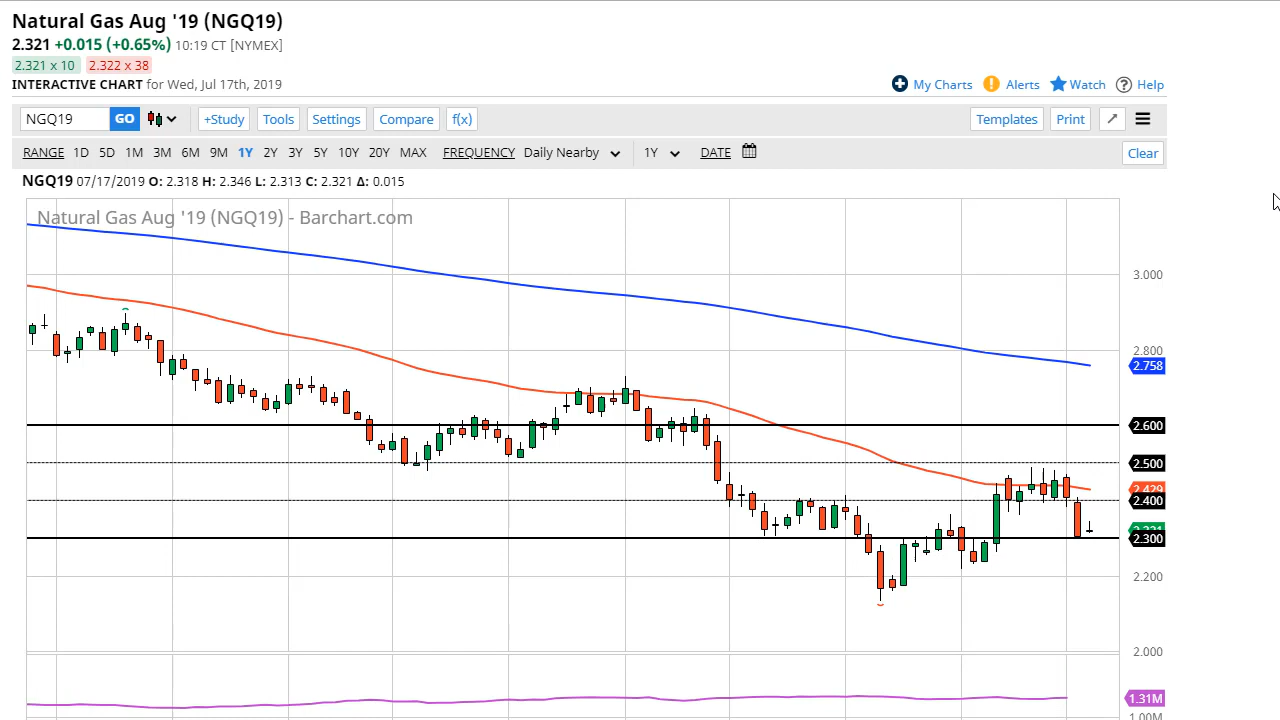 Natural Gas Aug '19 (NGQ19)
2.321 +0.015 (+0.65%) 10:19 CT [NYMEX]
2.321 x 10 2.322 x 38
INTERACTIVE CHART for Wed, Jul 17th, 2019
My Charts Alerts Watch Help
NGQ19 GO +Study Tools Settings Compare f(x) Templates Print
RANGE 1D 5D 1M 3M 6M 9M 1Y 2Y 3Y 5Y 10Y 20Y MAX FREQUENCY Daily Nearby 1Y DATE Clear
NGQ19 07/17/2019 O: 2.318 H: 2.346 L: 2.313 C: 2.321 Δ: 0.015
Natural Gas Aug '19 (NGQ19) - Barchart.com
3.000
2.800
2.758
2.600
2.500
2.400
2.300
2.200
2.000
1.31M
1.00M